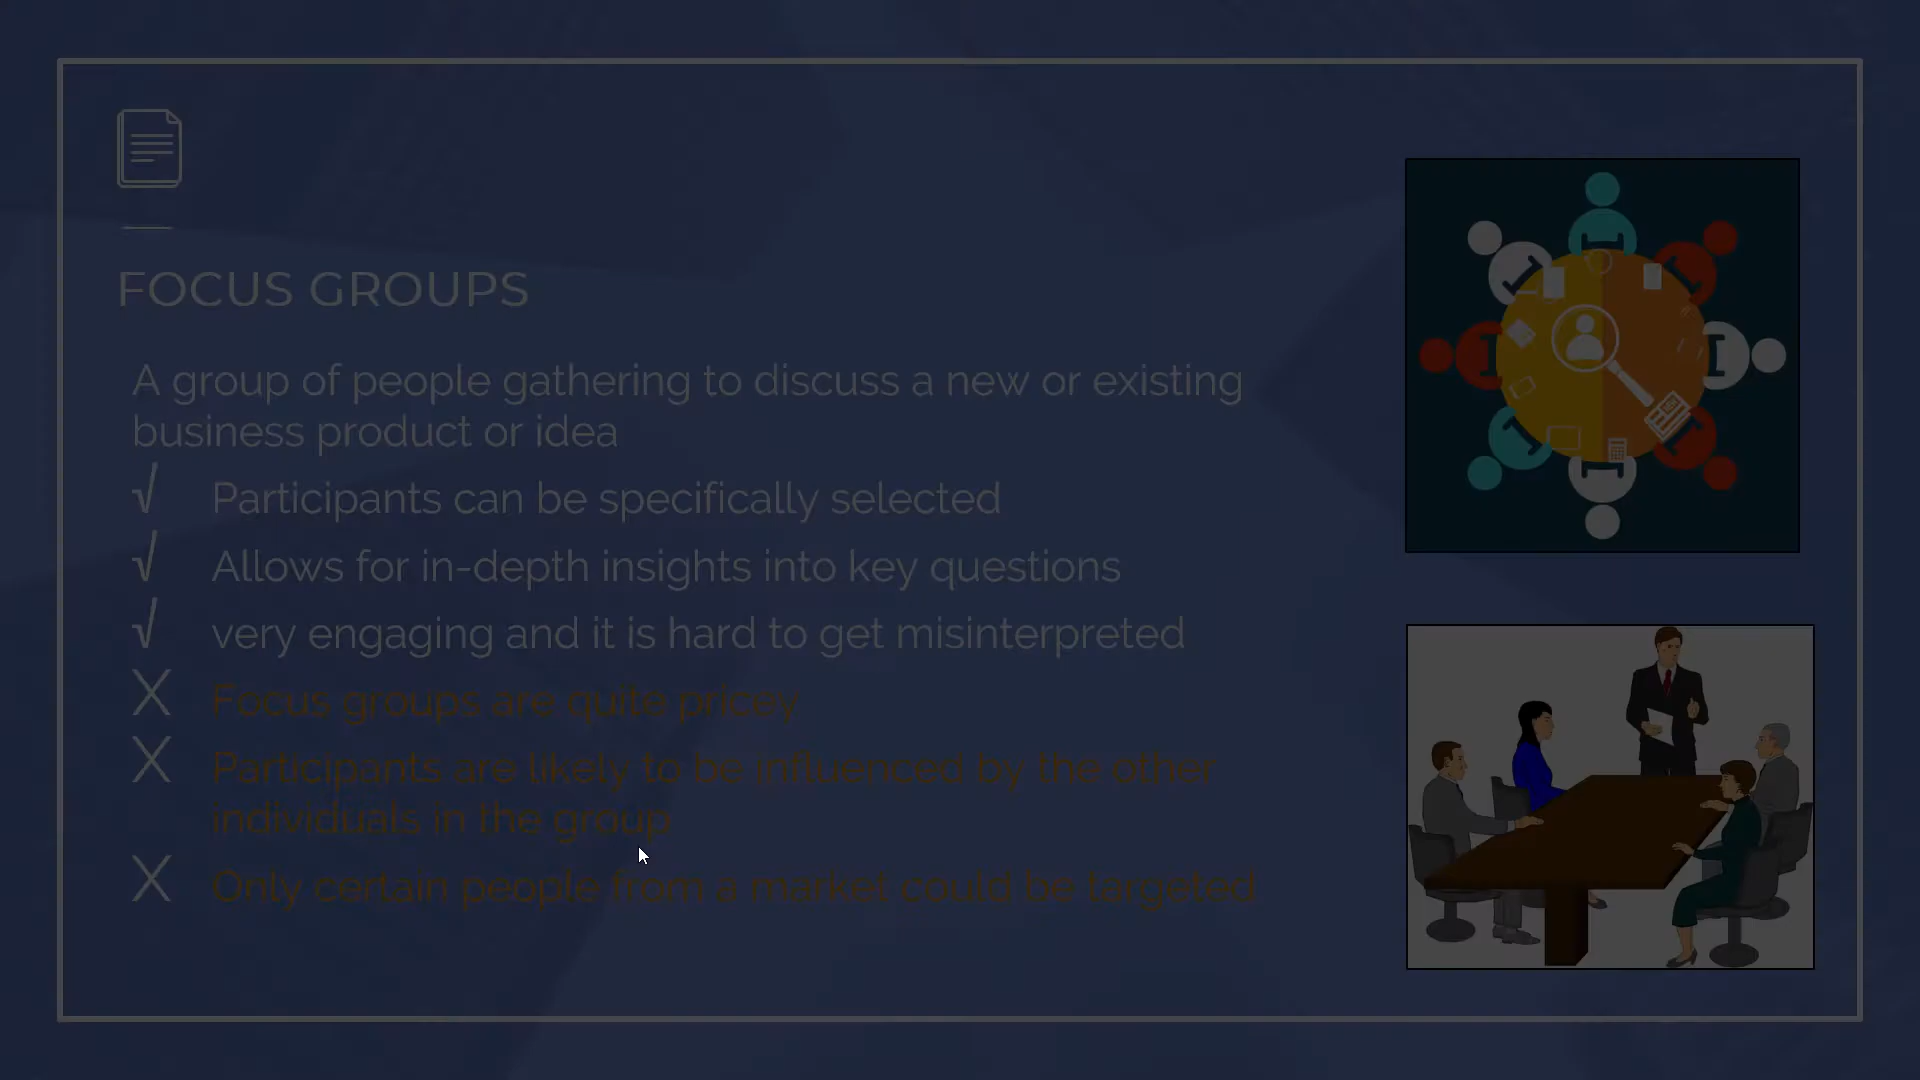 FOCUS GROUPS
A group of people gathering to discuss a new or existing
business product or idea
√ Participants can be specifically selected
√ Allows for in-depth insights into key questions
√ very engaging and it is hard to get misinterpreted
X Focus groups are quite pricey
X Participants are likely to be influenced by the other
individuals in the group
X Only certain people from a market could be targeted